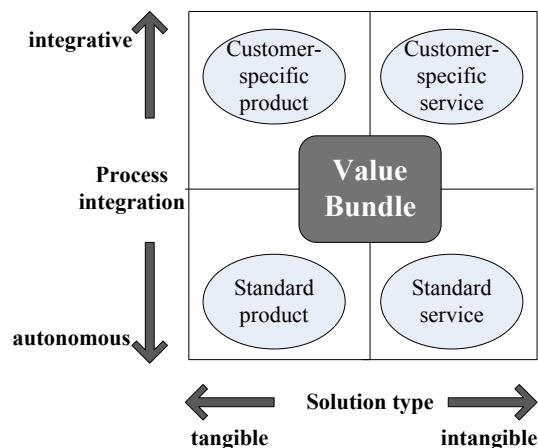 integrative
Customer-
specific
product
Customer-
specific
service
Process
integration
Value
Bundle
Standard
product
Standard
service
autonomous
Solution type
tangible
intangible